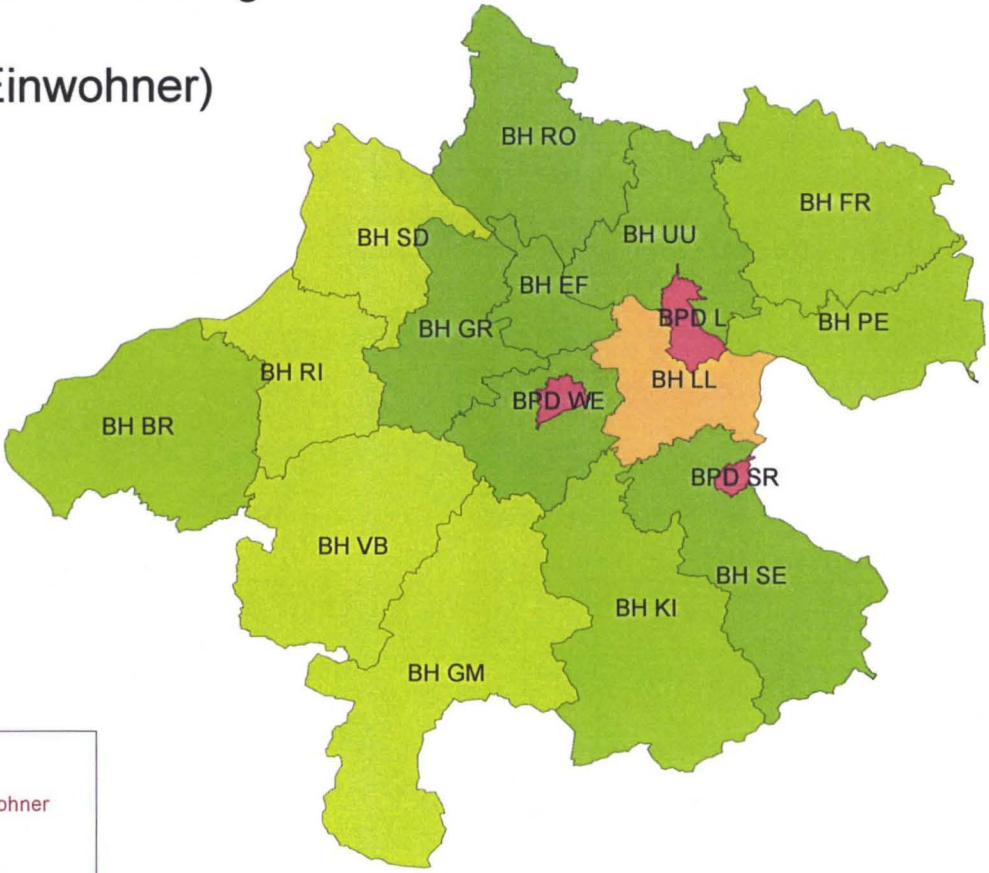 Einwohner)
BH RO
BH FR
BH SD
BH UU
BH EF
BPD L
BH PE
BH GR
BH RI
BH LL
BPD WE
BH BR
BPD SR
BH VB
BH SE
BH KI
BH GM
ohner